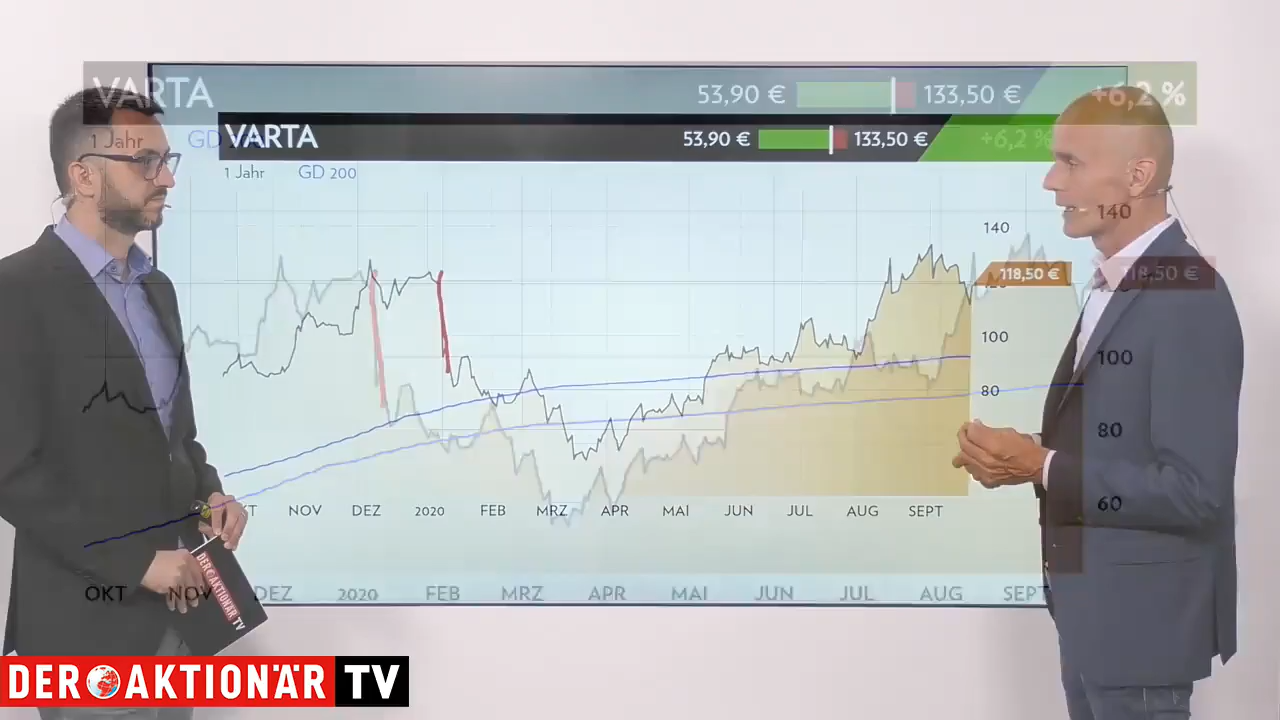 VARTA 53,90 € 133,50 € +6,2 %
VARTA 53,90 € 133,50 € +6,2 %
1 Jahr GD
1 Jahr GD 200
140
140
118,50 €
118,50 €
100
100
80
80
60
NOV DEZ 2020 FEB MRZ APR MAI JUN JUL AUG SEPT
OKT NOV DEZ 2020 FEB MRZ APR MAI JUN JUL AUG SEPT
DER AKTIONÄR TV
DER AKTIONÄR TV